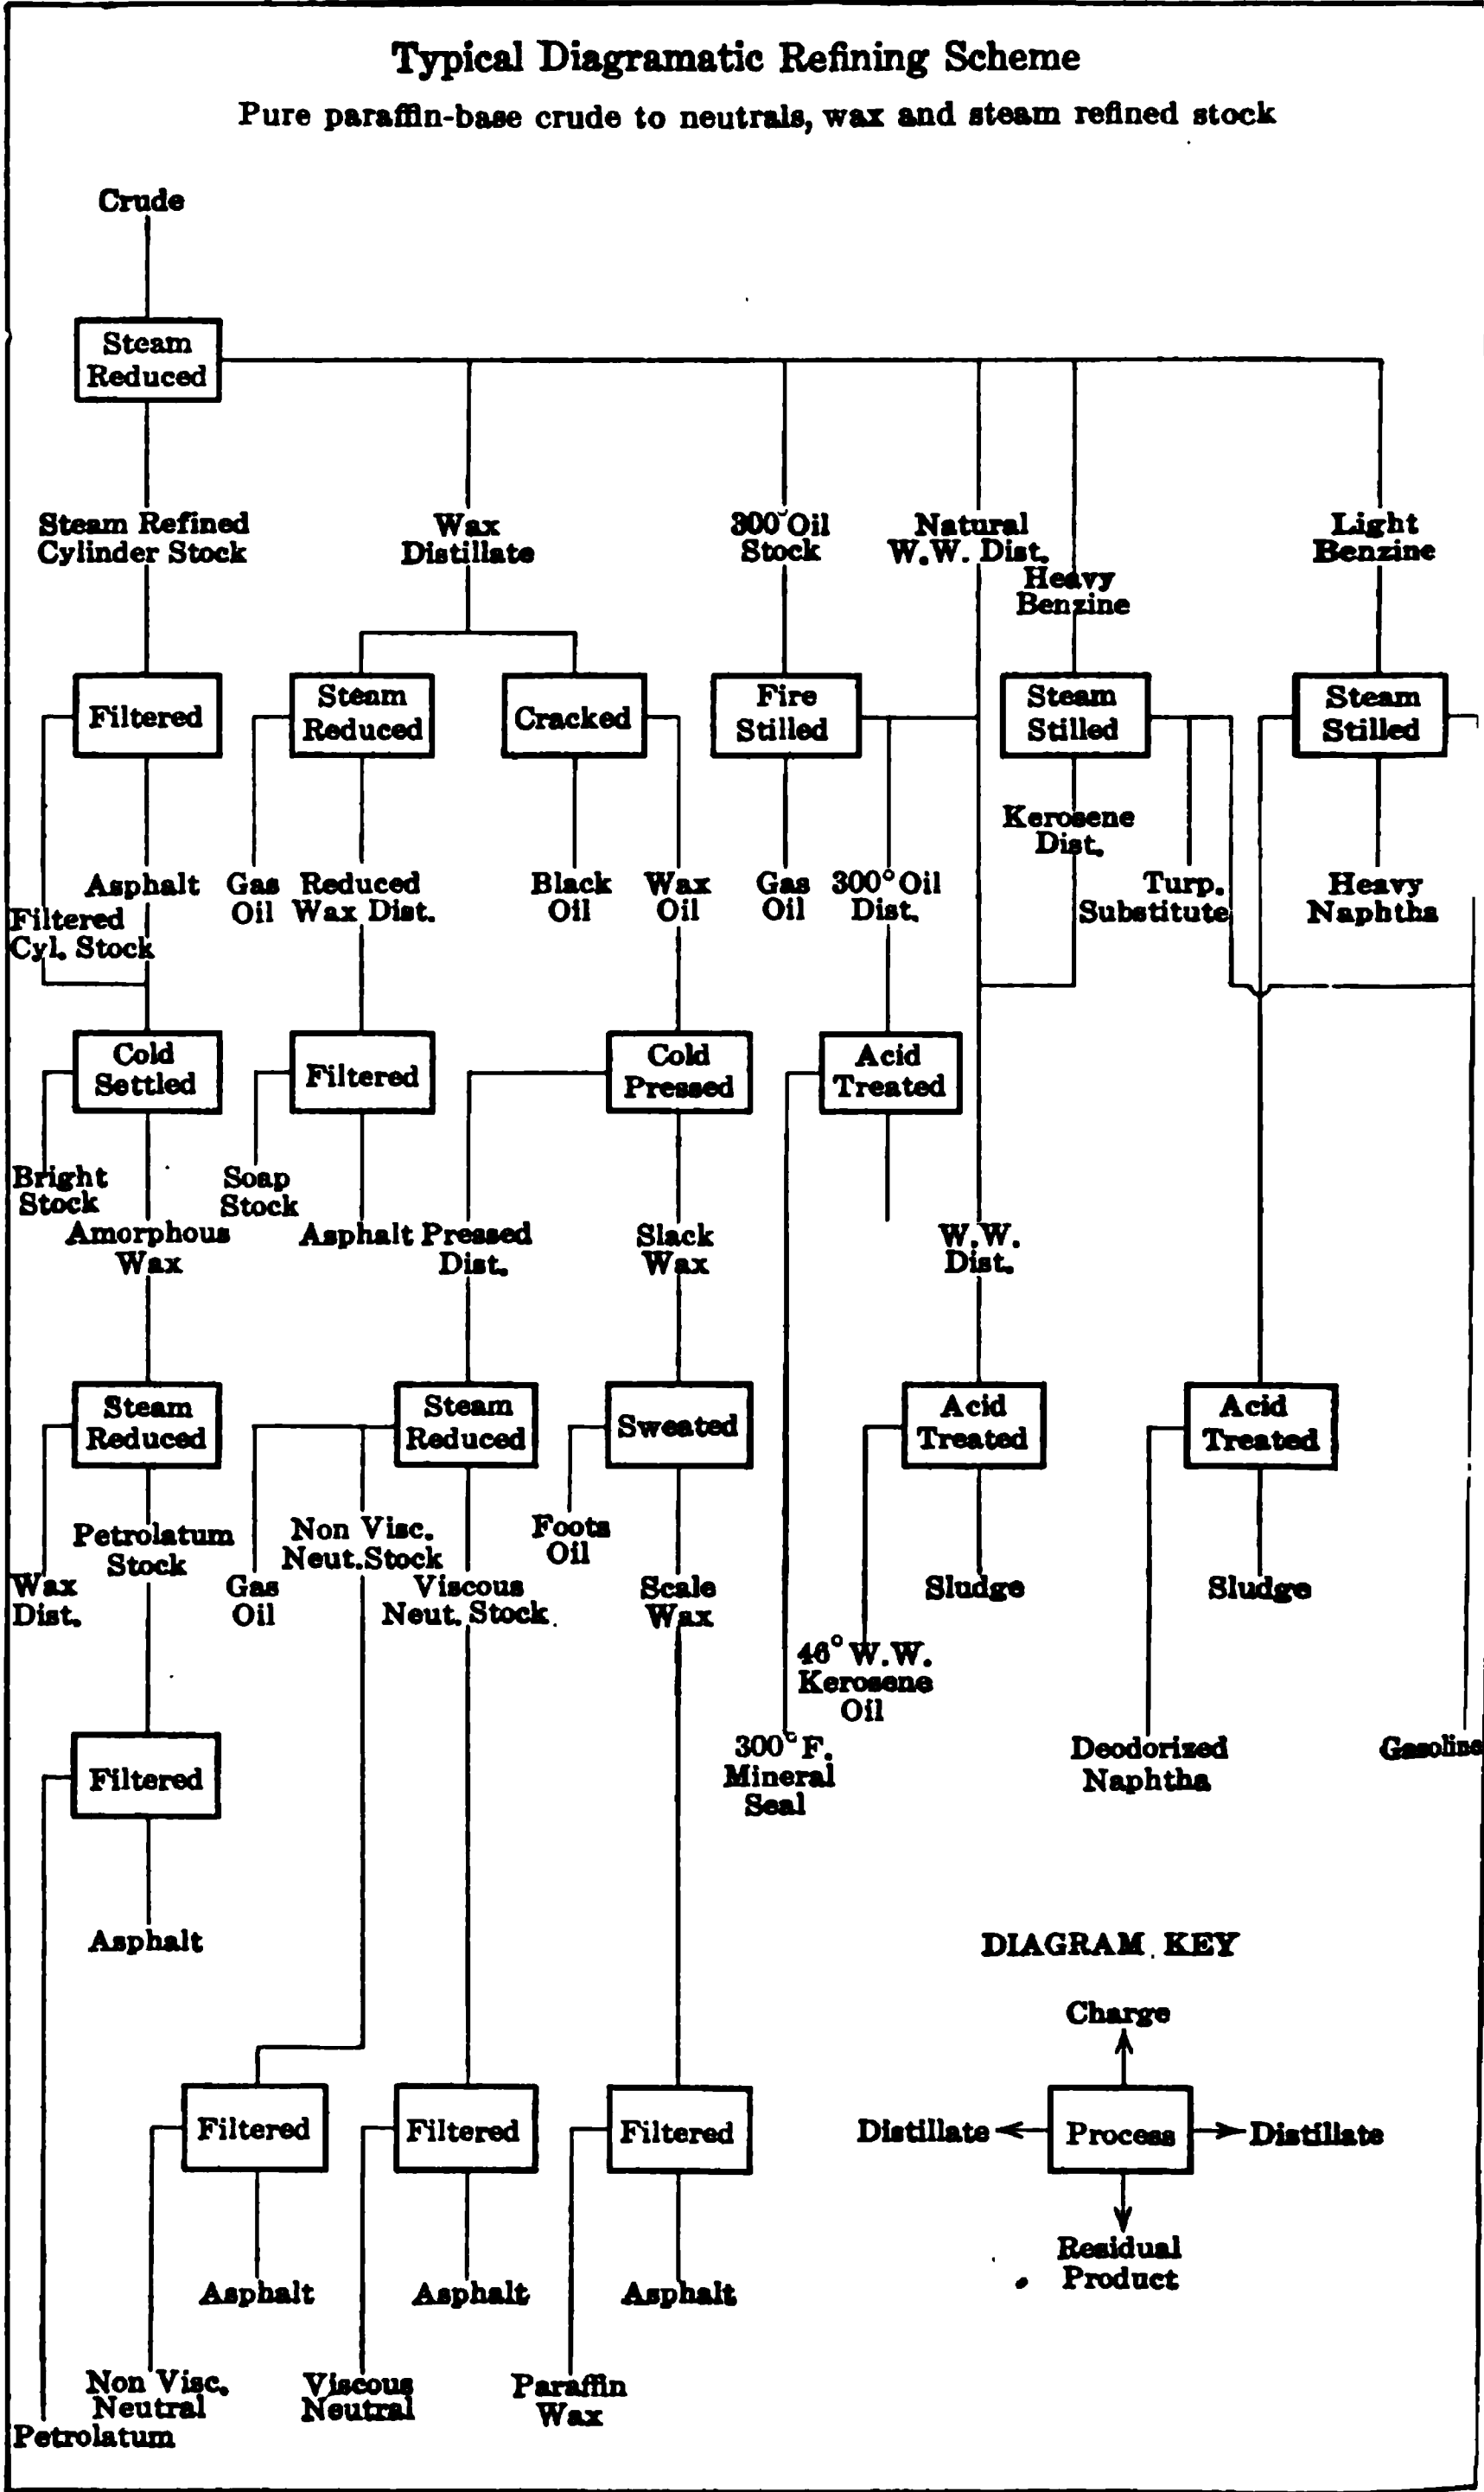 Typical Diagramatic Refining Scheme
Pure paraffin-base crude to neutrals, wax and steam refined stock
Crude
Steam
Reduced
Steam Refined
Cylinder Stock
Wax
Distillate
300° Oil
Stock
Natural
W.W. Dist.
Heavy
Benzine
Light
Benzine
Filtered
Steam
Reduced
Cracked
Fire
Stilled
Steam
Stilled
Steam
Stilled
Kerosene
Dist.
Asphalt
Filtered
Cyl. Stock
Gas
Oil
Reduced
Wax Dist.
Black
Oil
Wax
Oil
Gas
Oil
300° Oil
Dist.
Turp.
Substitute
Heavy
Naphtha
Cold
Settled
Filtered
Cold
Pressed
Acid
Treated
Bright
Stock
Amorphous
Wax
Soap
Stock
Asphalt
Pressed
Dist.
Slack
Wax
W.W.
Dist.
Steam
Reduced
Steam
Reduced
Sweated
Acid
Treated
Acid
Treated
Petrolatum
Stock
Wax
Dist.
Non Visc.
Neut. Stock
Gas
Oil
Viscous
Neut. Stock
Foots
Oil
Scale
Wax
Sludge
Sludge
46° W.W.
Kerosene
Oil
300° F.
Mineral
Seal
Deodorized
Naphtha
Gasoline
Filtered
Asphalt
DIAGRAM KEY
Charge
Distillate
Process
Distillate
Residual
Product
Filtered
Filtered
Filtered
Asphalt
Asphalt
Asphalt
Non Visc.
Neutral
Viscous
Neutral
Paraffin
Wax
Petrolatum